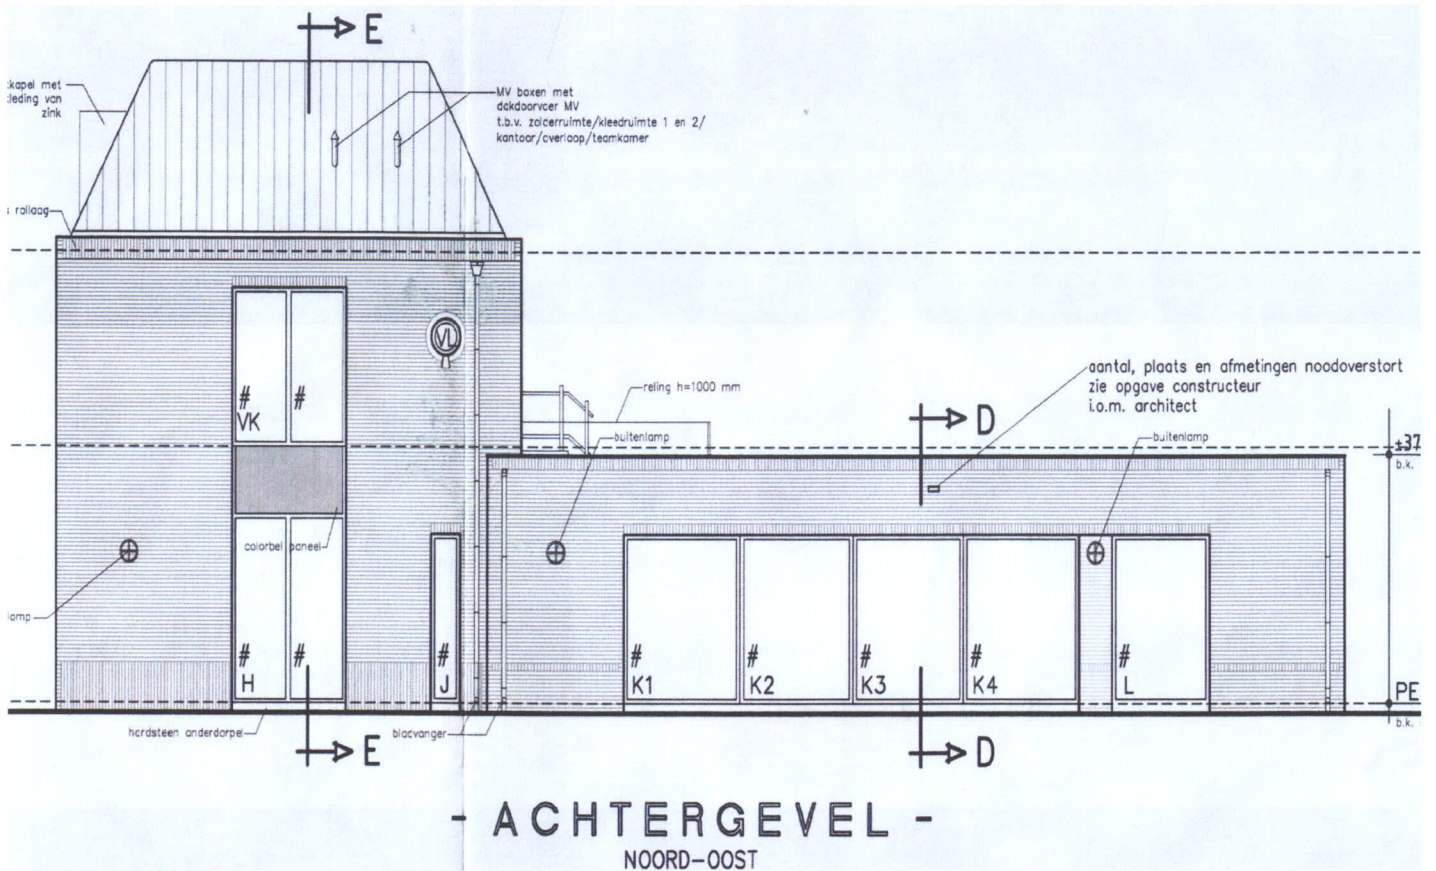 E
kapel met
leding van
zink
MV boxen met
dakdoorvoer MV
t.b.v. zolderruimte/kleedruimte 1 en 2/
kantoor/overloop/teamkamer
rollaag
VL
reling h=1000 mm
aantal, plaats en afmetingen noodoverstort
zie opgave constructeur
i.o.m. architect
# #
VK
D
buitenlamp
buitenlamp
+37
b.k.
colorbel paneel
lamp
# #
H
#
J
#
K1
#
K2
#
K3
#
K4
#
L
PE
b.k.
hardsteen onderdorpel
bladvanger
E
D
- ACHTERGEVEL -
NOORD-OOST